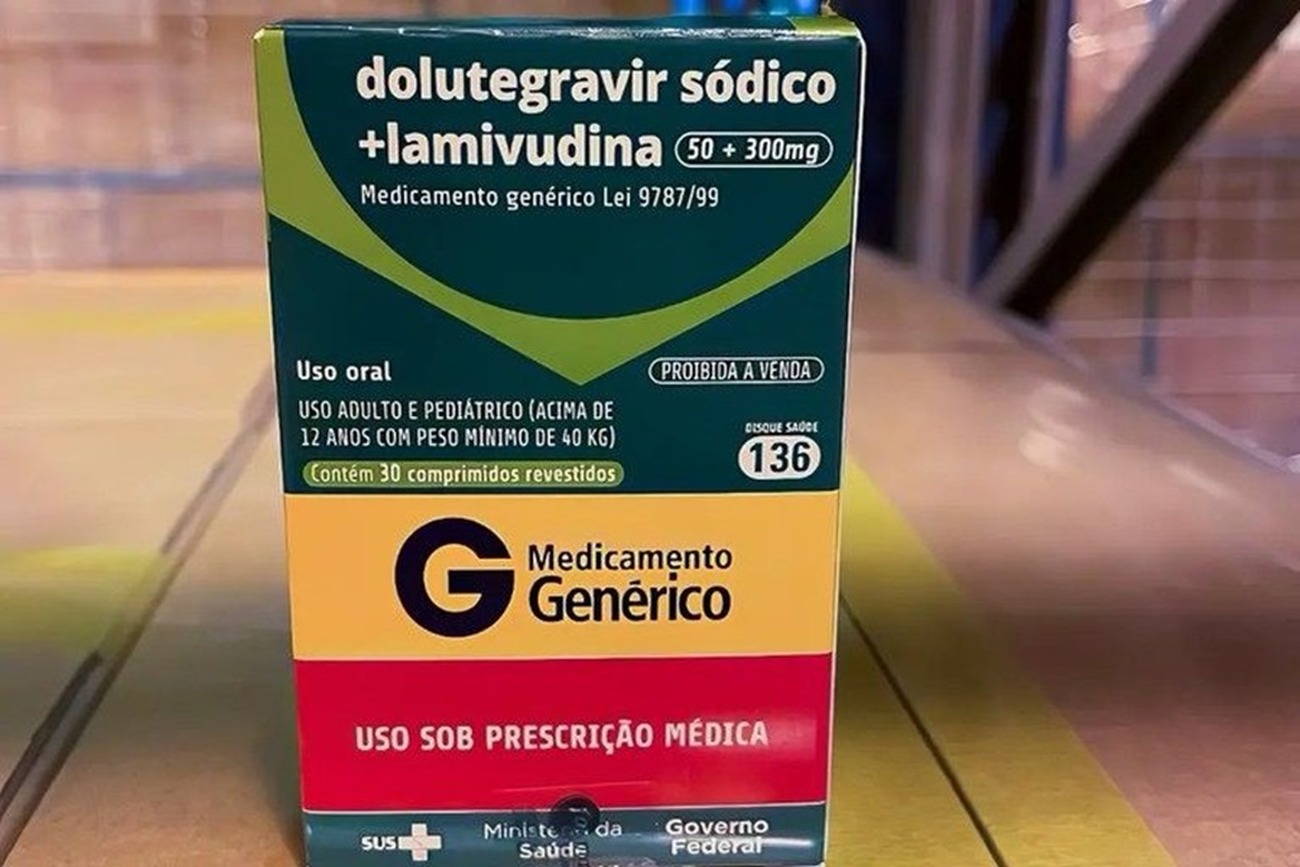 dolutegravir sódico
+lamivudina 50 + 300mg
Medicamento genérico Lei 9787/99
Uso oral
PROIBIDA A VENDA
USO ADULTO E PEDIÁTRICO (ACIMA DE
12 ANOS COM PESO MÍNIMO DE 40 KG)
Contém 30 comprimidos revestidos
DISQUE SAÚDE
136
G Medicamento
Genérico
USO SOB PRESCRIÇÃO MÉDICA
SUS
Ministério da
Saúde
Governo
Federal